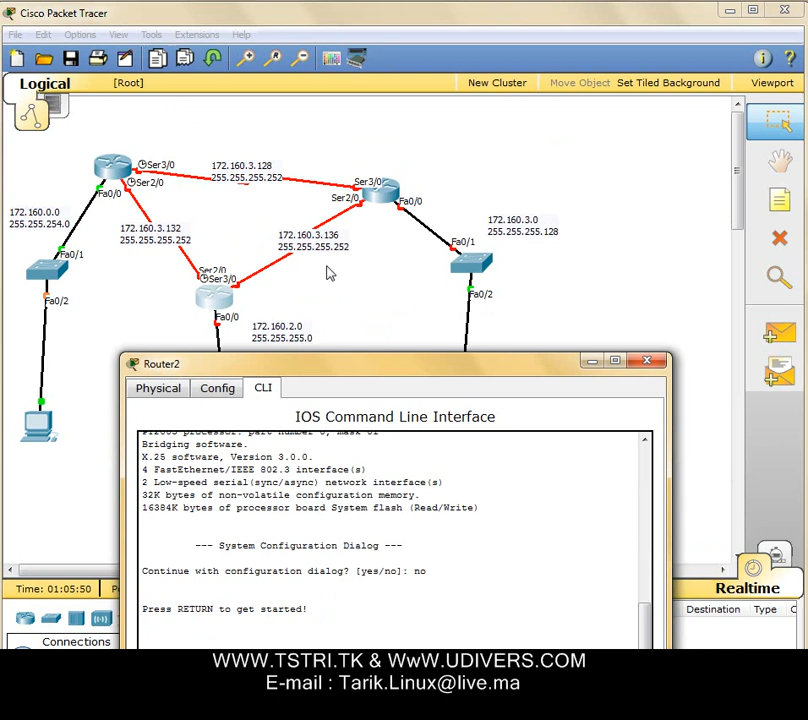 Cisco Packet Tracer
File Edit Options View Tools Extensions Help
Logical [Root] New Cluster Move Object Set Tiled Background Viewport
Ser3/0
172.160.3.128
255.255.255.252
Ser3/0
Ser2/0
Fa0/0
Ser2/0
Fa0/0
172.160.0.0
255.255.254.0
172.160.3.132
255.255.255.252
172.160.3.136
255.255.255.252
172.160.3.0
255.255.255.128
Fa0/1
Fa0/1
Ser2/0
Ser3/0
Fa0/2
Fa0/2
Fa0/0
172.160.2.0
255.255.255.0
Router2
Physical Config CLI
IOS Command Line Interface
Bridging software.
X.25 software, Version 3.0.0.
4 FastEthernet/IEEE 802.3 interface(s)
2 Low-speed serial(sync/async) network interface(s)
32K bytes of non-volatile configuration memory.
16384K bytes of processor board System flash (Read/Write)
--- System Configuration Dialog ---
Continue with configuration dialog? [yes/no]: no
Press RETURN to get started!
Time: 01:05:50
Realtime
Destination Type
Connections
WWW.TSTRI.TK & WwW.UDIVERS.COM
E-mail : Tarik.Linux@live.ma